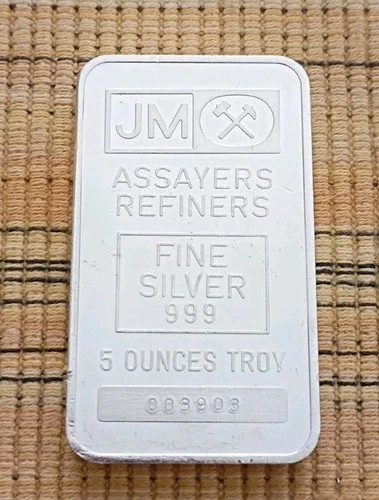 JM
ASSAYERS
REFINERS
FINE
SILVER
999
5 OUNCES TROY
003903